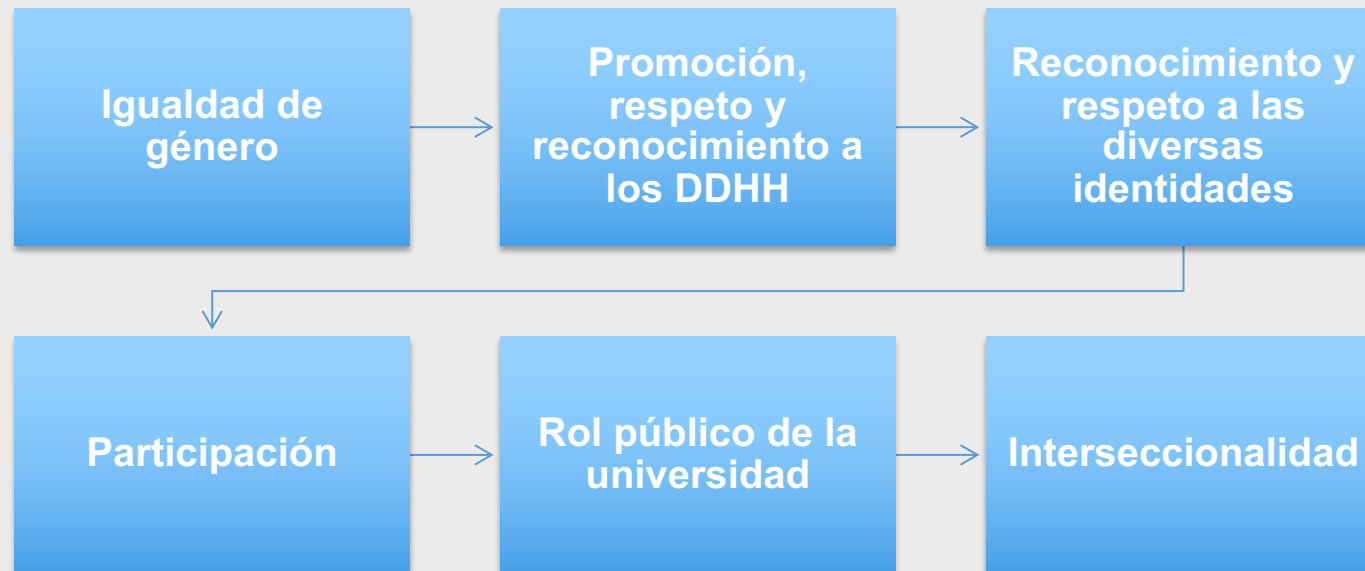 Igualdad de
género
Promoción,
respeto y
reconocimiento a
los DDHH
Reconocimiento y
respeto a las
diversas
identidades
Participación
Rol público de la
universidad
Interseccionalidad